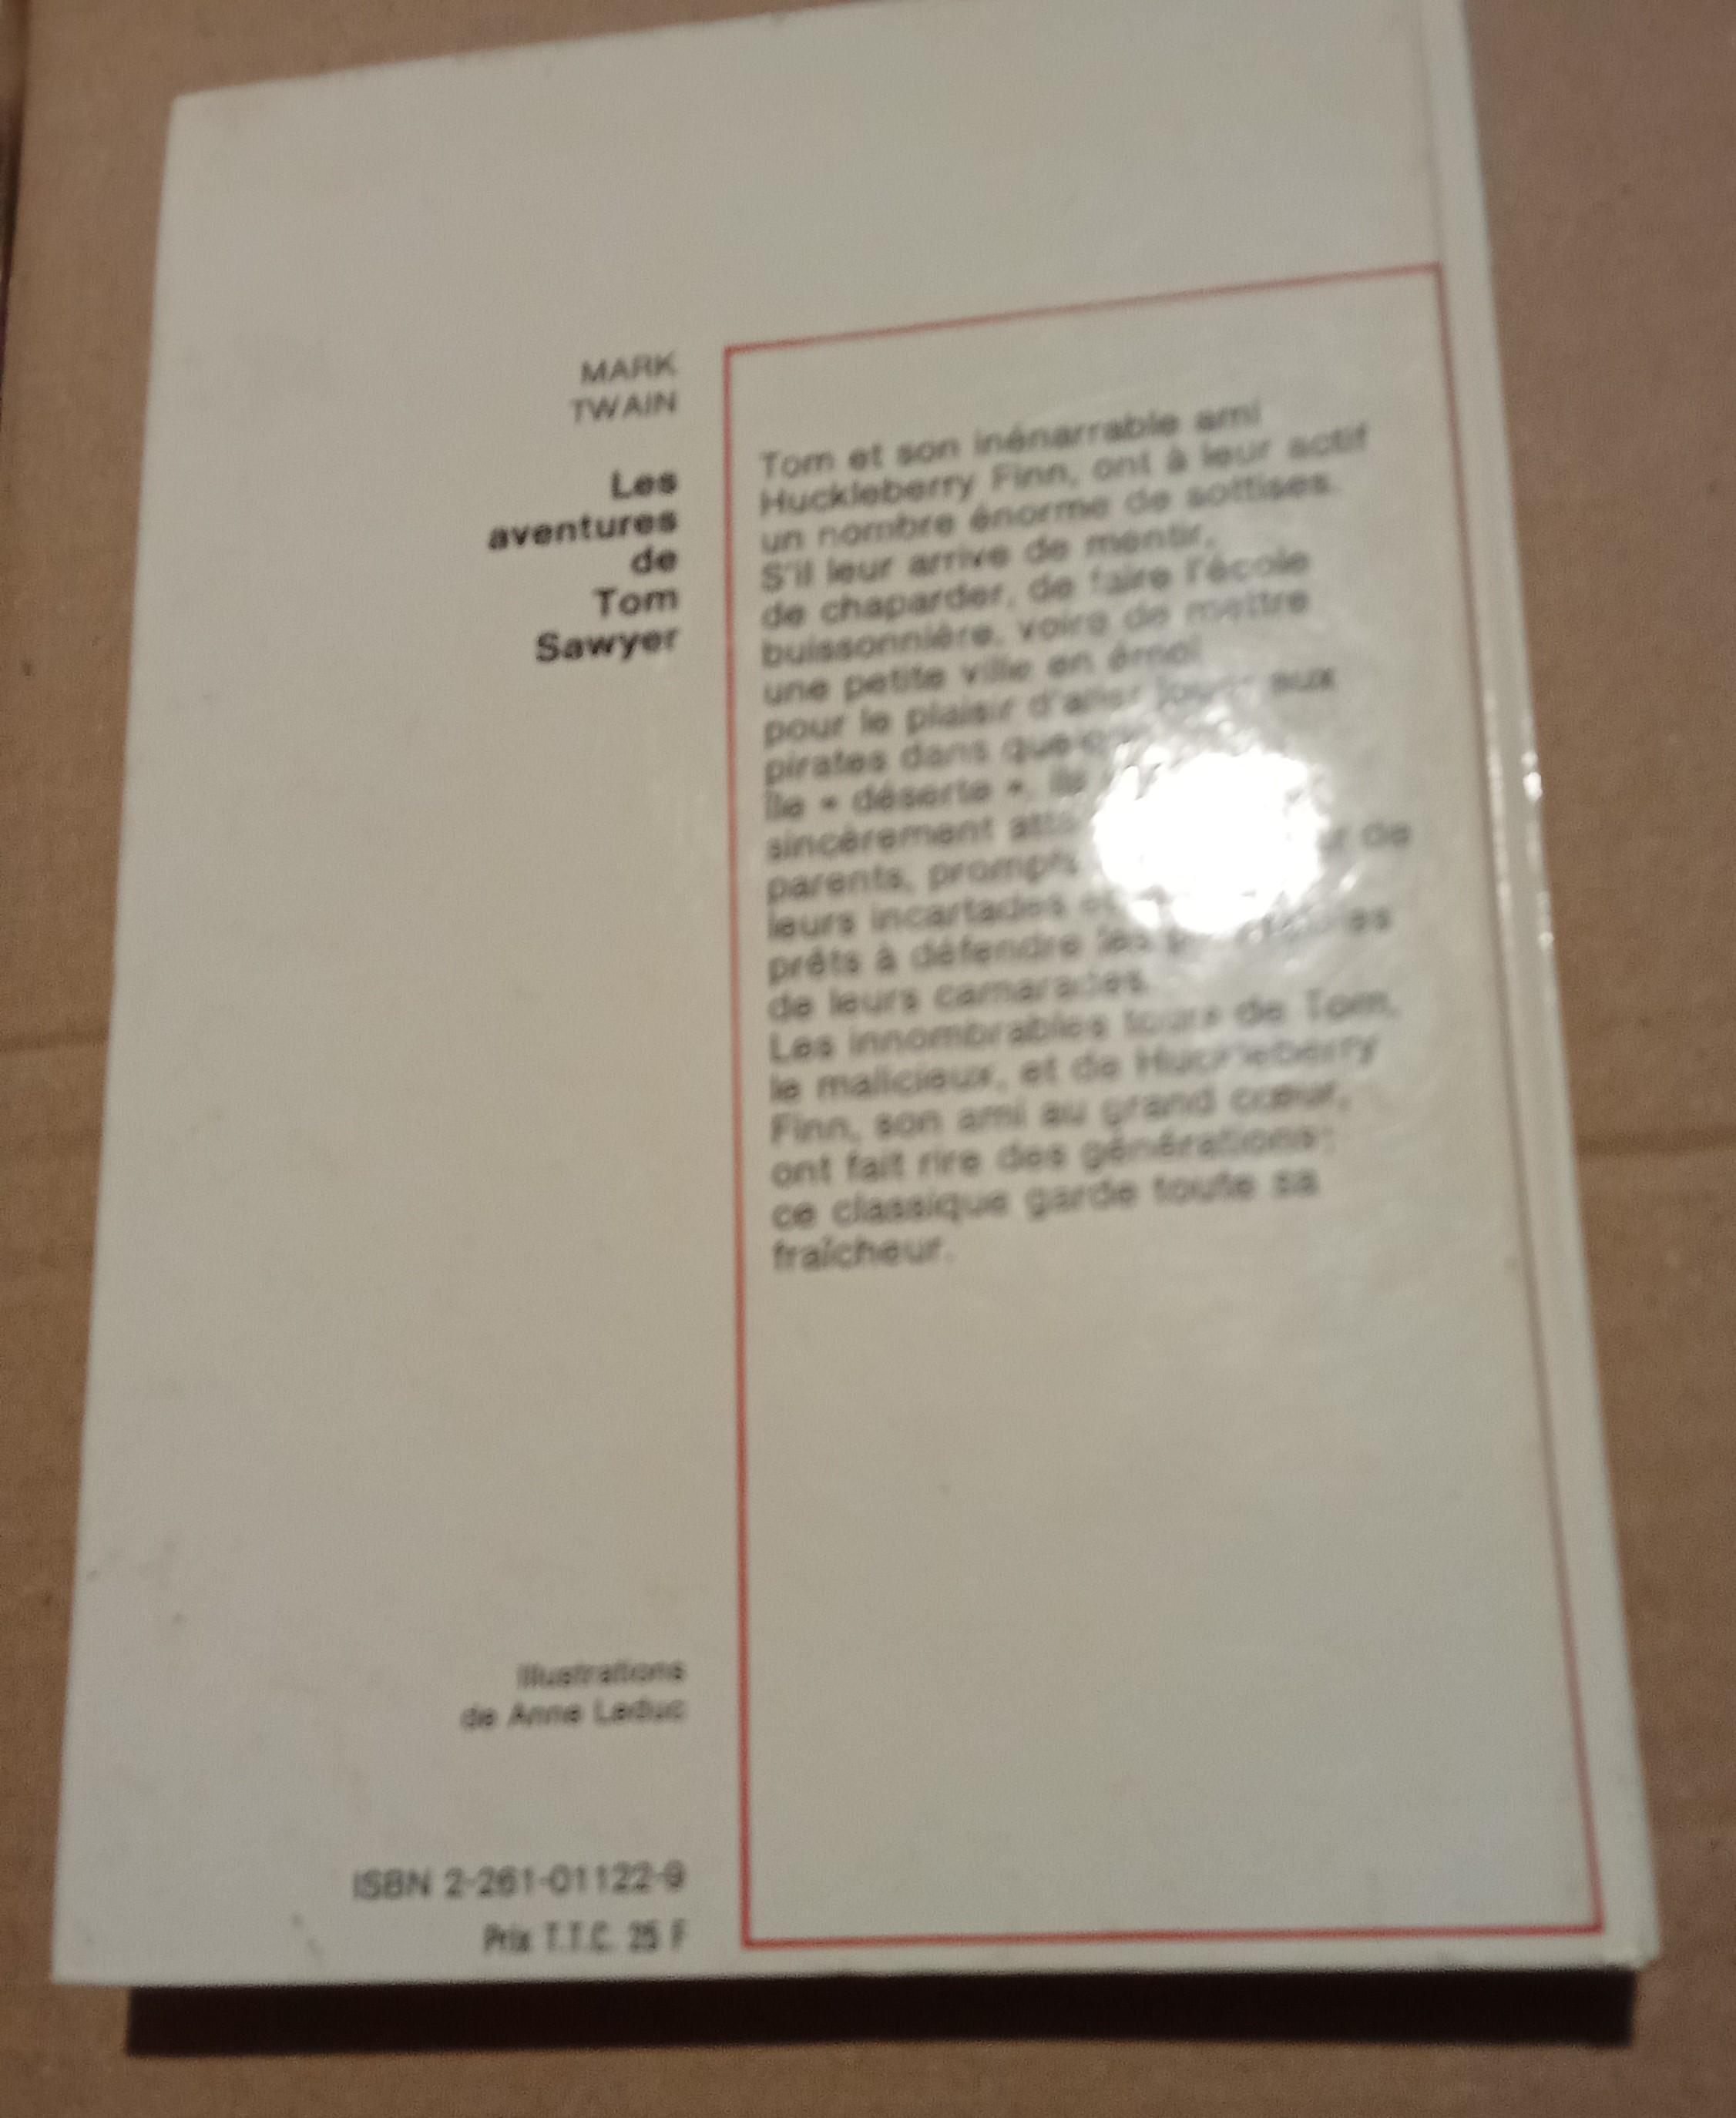 MARK
TWAIN
Les
aventures
de
Tom
Sawyer
Tom et son inénarrable ami
Huckleberry Finn, ont à leur actif
un nombre énorme de sottises.
S'il leur arrive de mentir,
de chaparder, de faire l'école
buissonnière, voire de mettre
une petite ville en émoi
pour le plaisir d'aller jouer aux
pirates dans
île « déserte », ils
sincèrement
parents,
leurs incartades
prêts à défendre les
de leurs camarades.
Les innombrables tours de Tom,
le malicieux, et de Huckleberry
Finn, son ami au grand cœur,
ont fait rire des générations ;
ce classique garde toute sa
fraîcheur.
Illustrations
de Anne Leduc
ISBN 2-261-01122-9
Prix T.T.C. 25 F